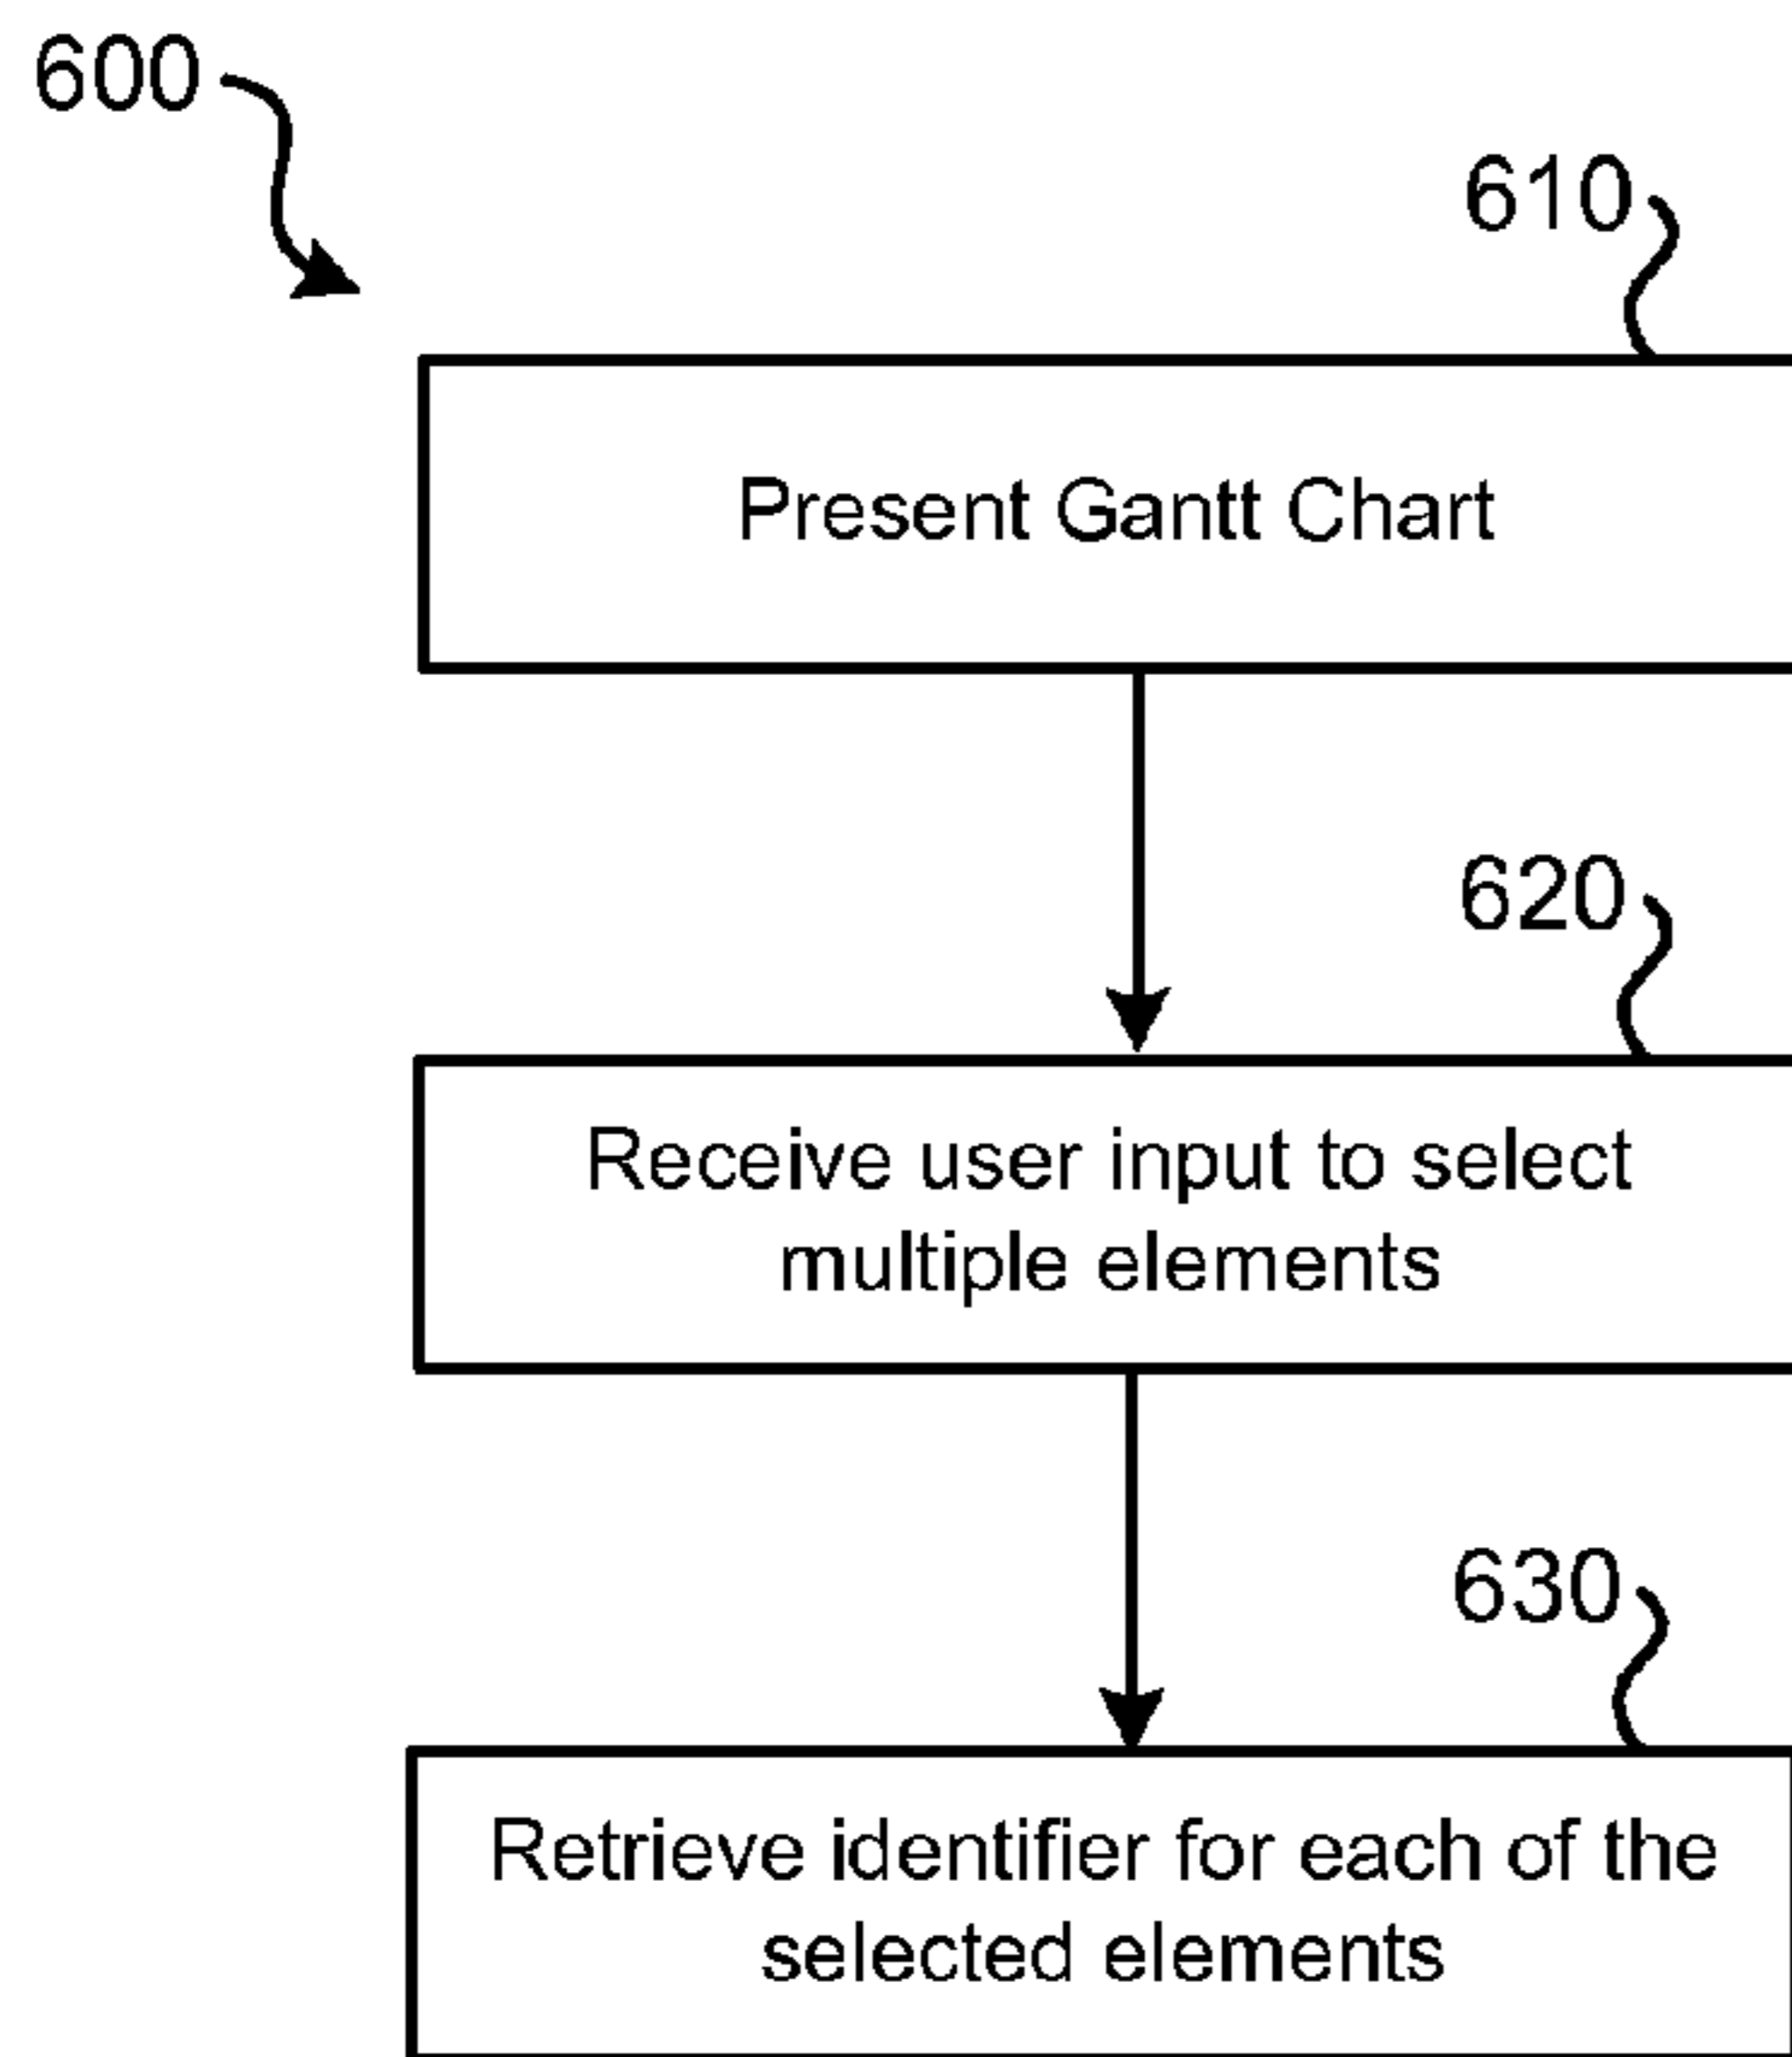 600
610
Present Gantt Chart
620
Receive user input to select
multiple elements
630
Retrieve identifier for each of the
selected elements